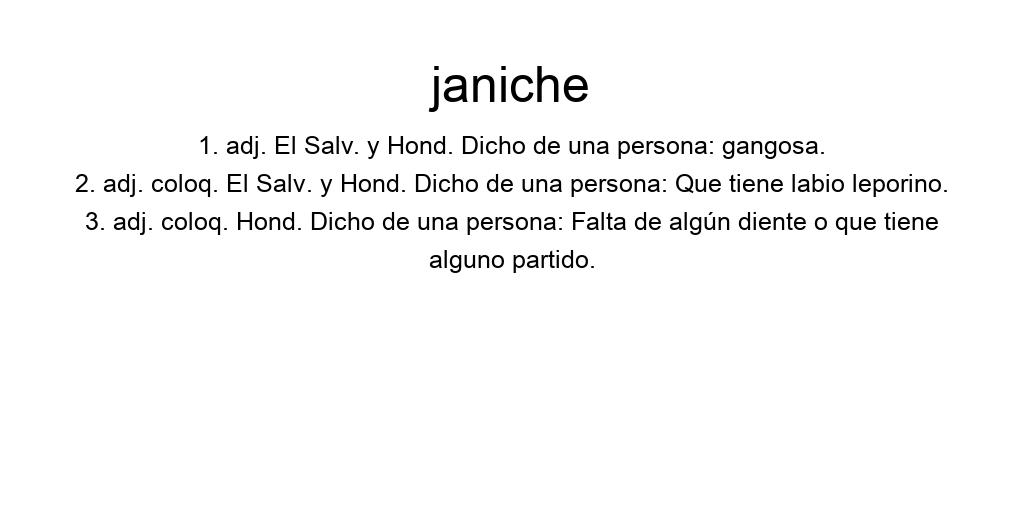 janiche
1. adj. El Salv. y Hond. Dicho de una persona: gangosa.
2. adj. coloq. El Salv. y Hond. Dicho de una persona: Que tiene labio leporino.
3. adj. coloq. Hond. Dicho de una persona: Falta de algún diente o que tiene
alguno partido.